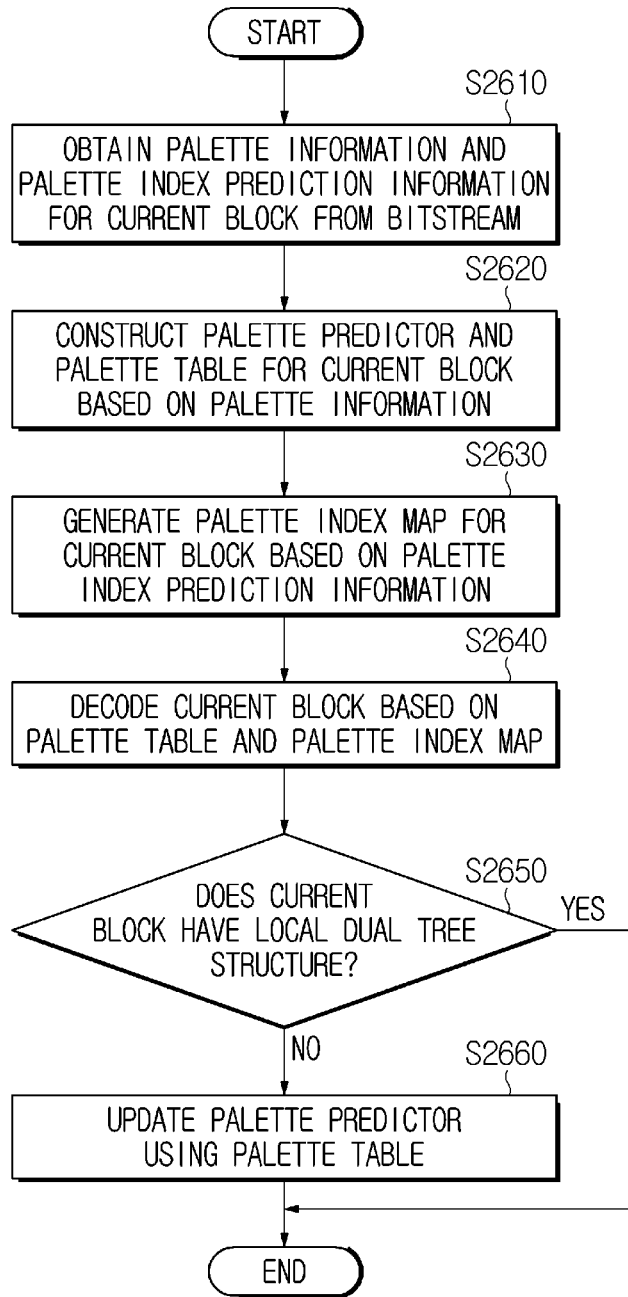 START
S2610
OBTAIN PALETTE INFORMATION AND
PALETTE INDEX PREDICTION INFORMATION
FOR CURRENT BLOCK FROM BITSTREAM
S2620
CONSTRUCT PALETTE PREDICTOR AND
PALETTE TABLE FOR CURRENT BLOCK
BASED ON PALETTE INFORMATION
S2630
GENERATE PALETTE INDEX MAP FOR
CURRENT BLOCK BASED ON PALETTE
INDEX PREDICTION INFORMATION
S2640
DECODE CURRENT BLOCK BASED ON
PALETTE TABLE AND PALETTE INDEX MAP
S2650
DOES CURRENT
BLOCK HAVE LOCAL DUAL TREE
STRUCTURE?
YES
NO
S2660
UPDATE PALETTE PREDICTOR
USING PALETTE TABLE
END